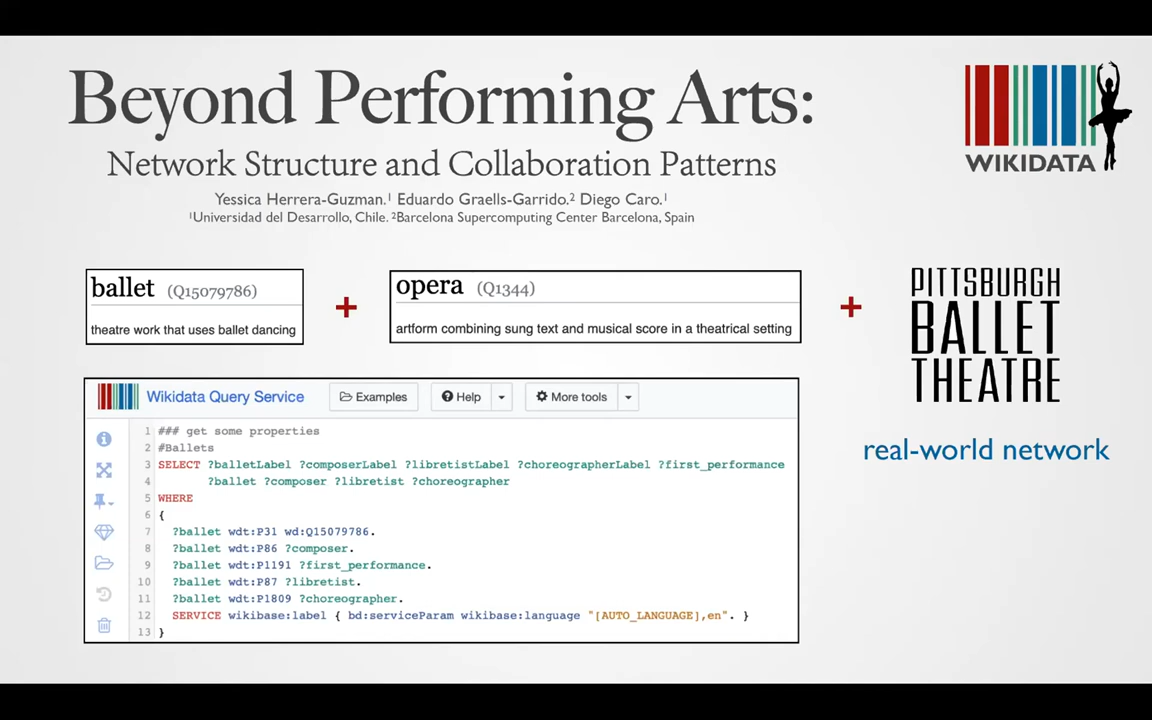 Beyond Performing Arts:
Network Structure and Collaboration Patterns
Yessica Herrera-Guzman.¹ Eduardo Graells-Garrido.² Diego Caro.¹
¹Universidad del Desarrollo, Chile. ²Barcelona Supercomputing Center Barcelona, Spain
WIKIDATA
ballet (Q15079786)
theatre work that uses ballet dancing
+
opera (Q1344)
artform combining sung text and musical score in a theatrical setting
+
PITTSBURGH
BALLET
THEATRE
real-world network
Wikidata Query Service Examples Help More tools
1 ### get some properties
2 #Ballets
3 SELECT ?balletLabel ?composerLabel ?libretistLabel ?choreographerLabel ?first_performance
4 ?ballet ?composer ?libretist ?choreographer
5 WHERE
6 {
7 ?ballet wdt:P31 wd:Q15079786.
8 ?ballet wdt:P86 ?composer.
9 ?ballet wdt:P1191 ?first_performance.
10 ?ballet wdt:P87 ?libretist.
11 ?ballet wdt:P1809 ?choreographer.
12 SERVICE wikibase:label { bd:serviceParam wikibase:language "[AUTO_LANGUAGE],en". }
13 }